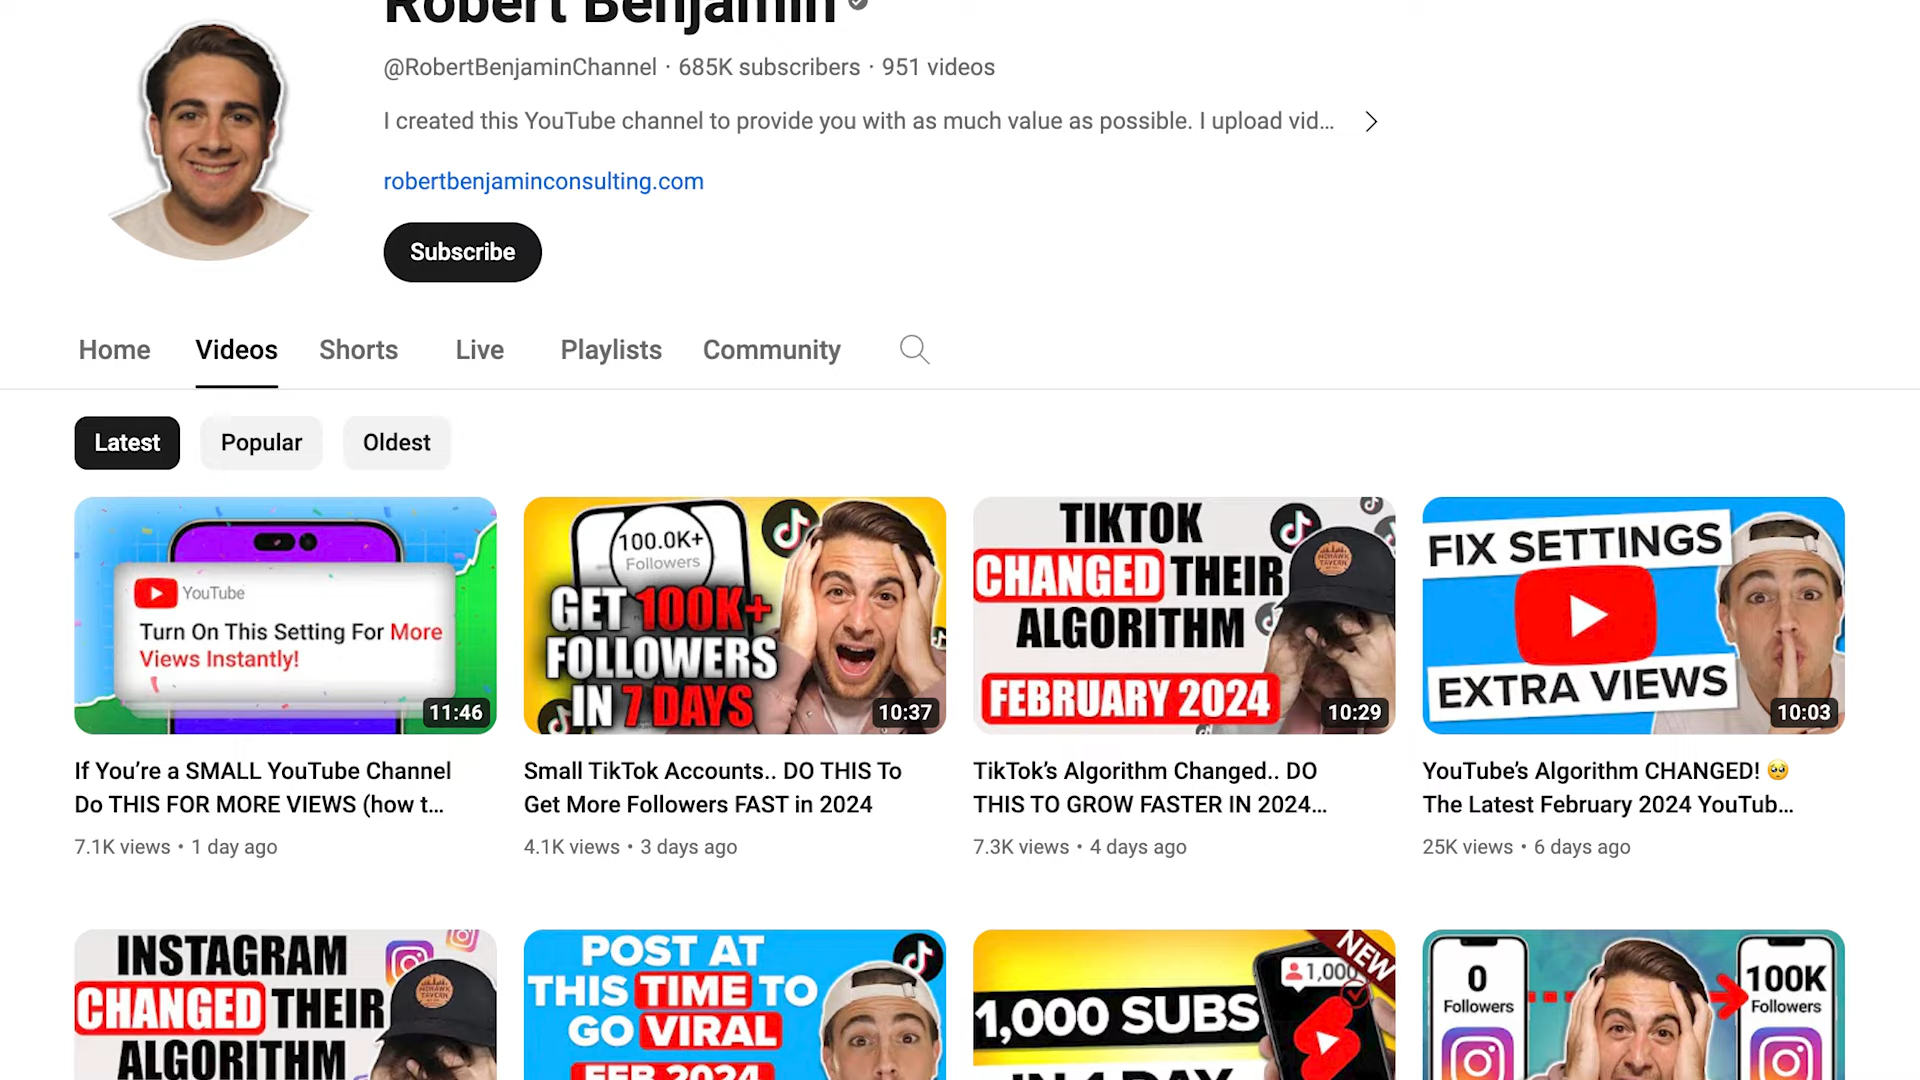 Robert Benjamin
@RobertBenjaminChannel · 685K subscribers · 951 videos
I created this YouTube channel to provide you with as much value as possible. I upload vid...
robertbenjaminconsulting.com
Subscribe
Home Videos Shorts Live Playlists Community
Latest Popular Oldest
YouTube
Turn On This Setting For More
Views Instantly!
11:46
100.0K+
Followers
GET 100K+
FOLLOWERS
IN 7 DAYS
10:37
TIKTOK
CHANGED THEIR
ALGORITHM
FEBRUARY 2024
MOHAWK
TAVERN
10:29
FIX SETTINGS
EXTRA VIEWS
10:03
If You’re a SMALL YouTube Channel
Do THIS FOR MORE VIEWS (how t...
7.1K views • 1 day ago
Small TikTok Accounts.. DO THIS To
Get More Followers FAST in 2024
4.1K views • 3 days ago
TikTok’s Algorithm Changed.. DO
THIS TO GROW FASTER IN 2024...
7.3K views • 4 days ago
YouTube’s Algorithm CHANGED! 🥺
The Latest February 2024 YouTub...
25K views • 6 days ago
INSTAGRAM
CHANGED THEIR
ALGORITHM
MOHAWK
TAVERN
POST AT
THIS TIME TO
GO VIRAL
FEB 2024
NEW
1,000
1,000 SUBS
IN 1 DAY
0
Followers
100K
Followers